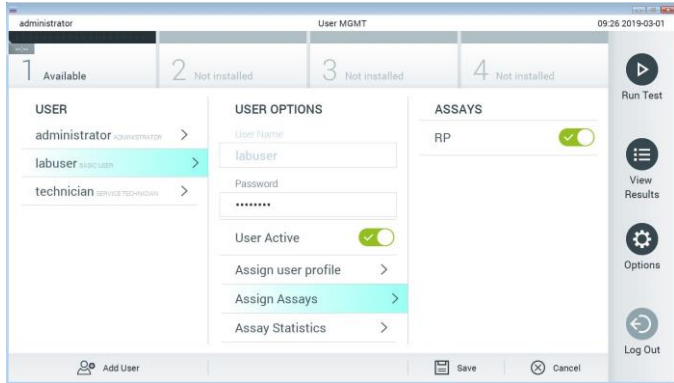 administrator
User MGMT
09:26 2019-03-01
1 Available
2 Not installed
3 Not installed
4 Not installed
USER
administrator ADMINISTRATOR
labuser BASIC USER
technician SERVICE TECHNICIAN
USER OPTIONS
User Name
labuser
Password
••••••••
User Active
Assign user profile
Assign Assays
Assay Statistics
ASSAYS
RP
Run Test
View
Results
Options
Log Out
Add User
Save
Cancel